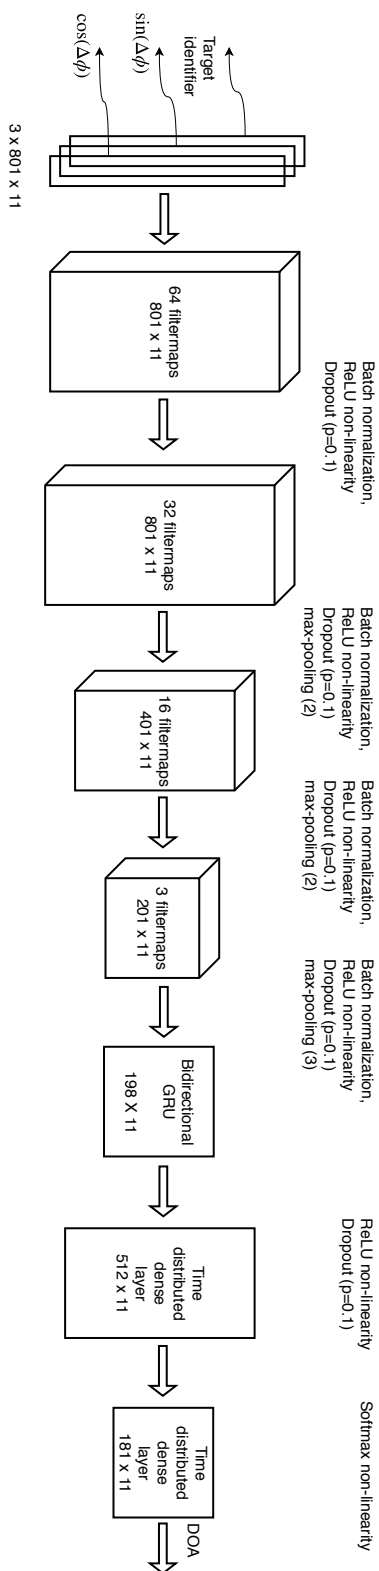 Target
identifier
sin(Δϕ)
cos(Δϕ)
3 x 801 x 11
64 filtermaps
801 x 11
Batch normalization,
ReLU non-linearity
Dropout (p=0.1)
32 filtermaps
801 x 11
Batch normalization,
ReLU non-linearity
Dropout (p=0.1)
max-pooling (2)
16 filtermaps
401 x 11
Batch normalization,
ReLU non-linearity
Dropout (p=0.1)
max-pooling (2)
3 filtermaps
201 x 11
Batch normalization,
ReLU non-linearity
Dropout (p=0.1)
max-pooling (3)
Bidirectional
GRU
198 X 11
ReLU non-linearity
Dropout (p=0.1)
Time
distributed
dense
layer
512 x 11
Softmax non-linearity
Time
distributed
dense
layer
181 x 11
DOA